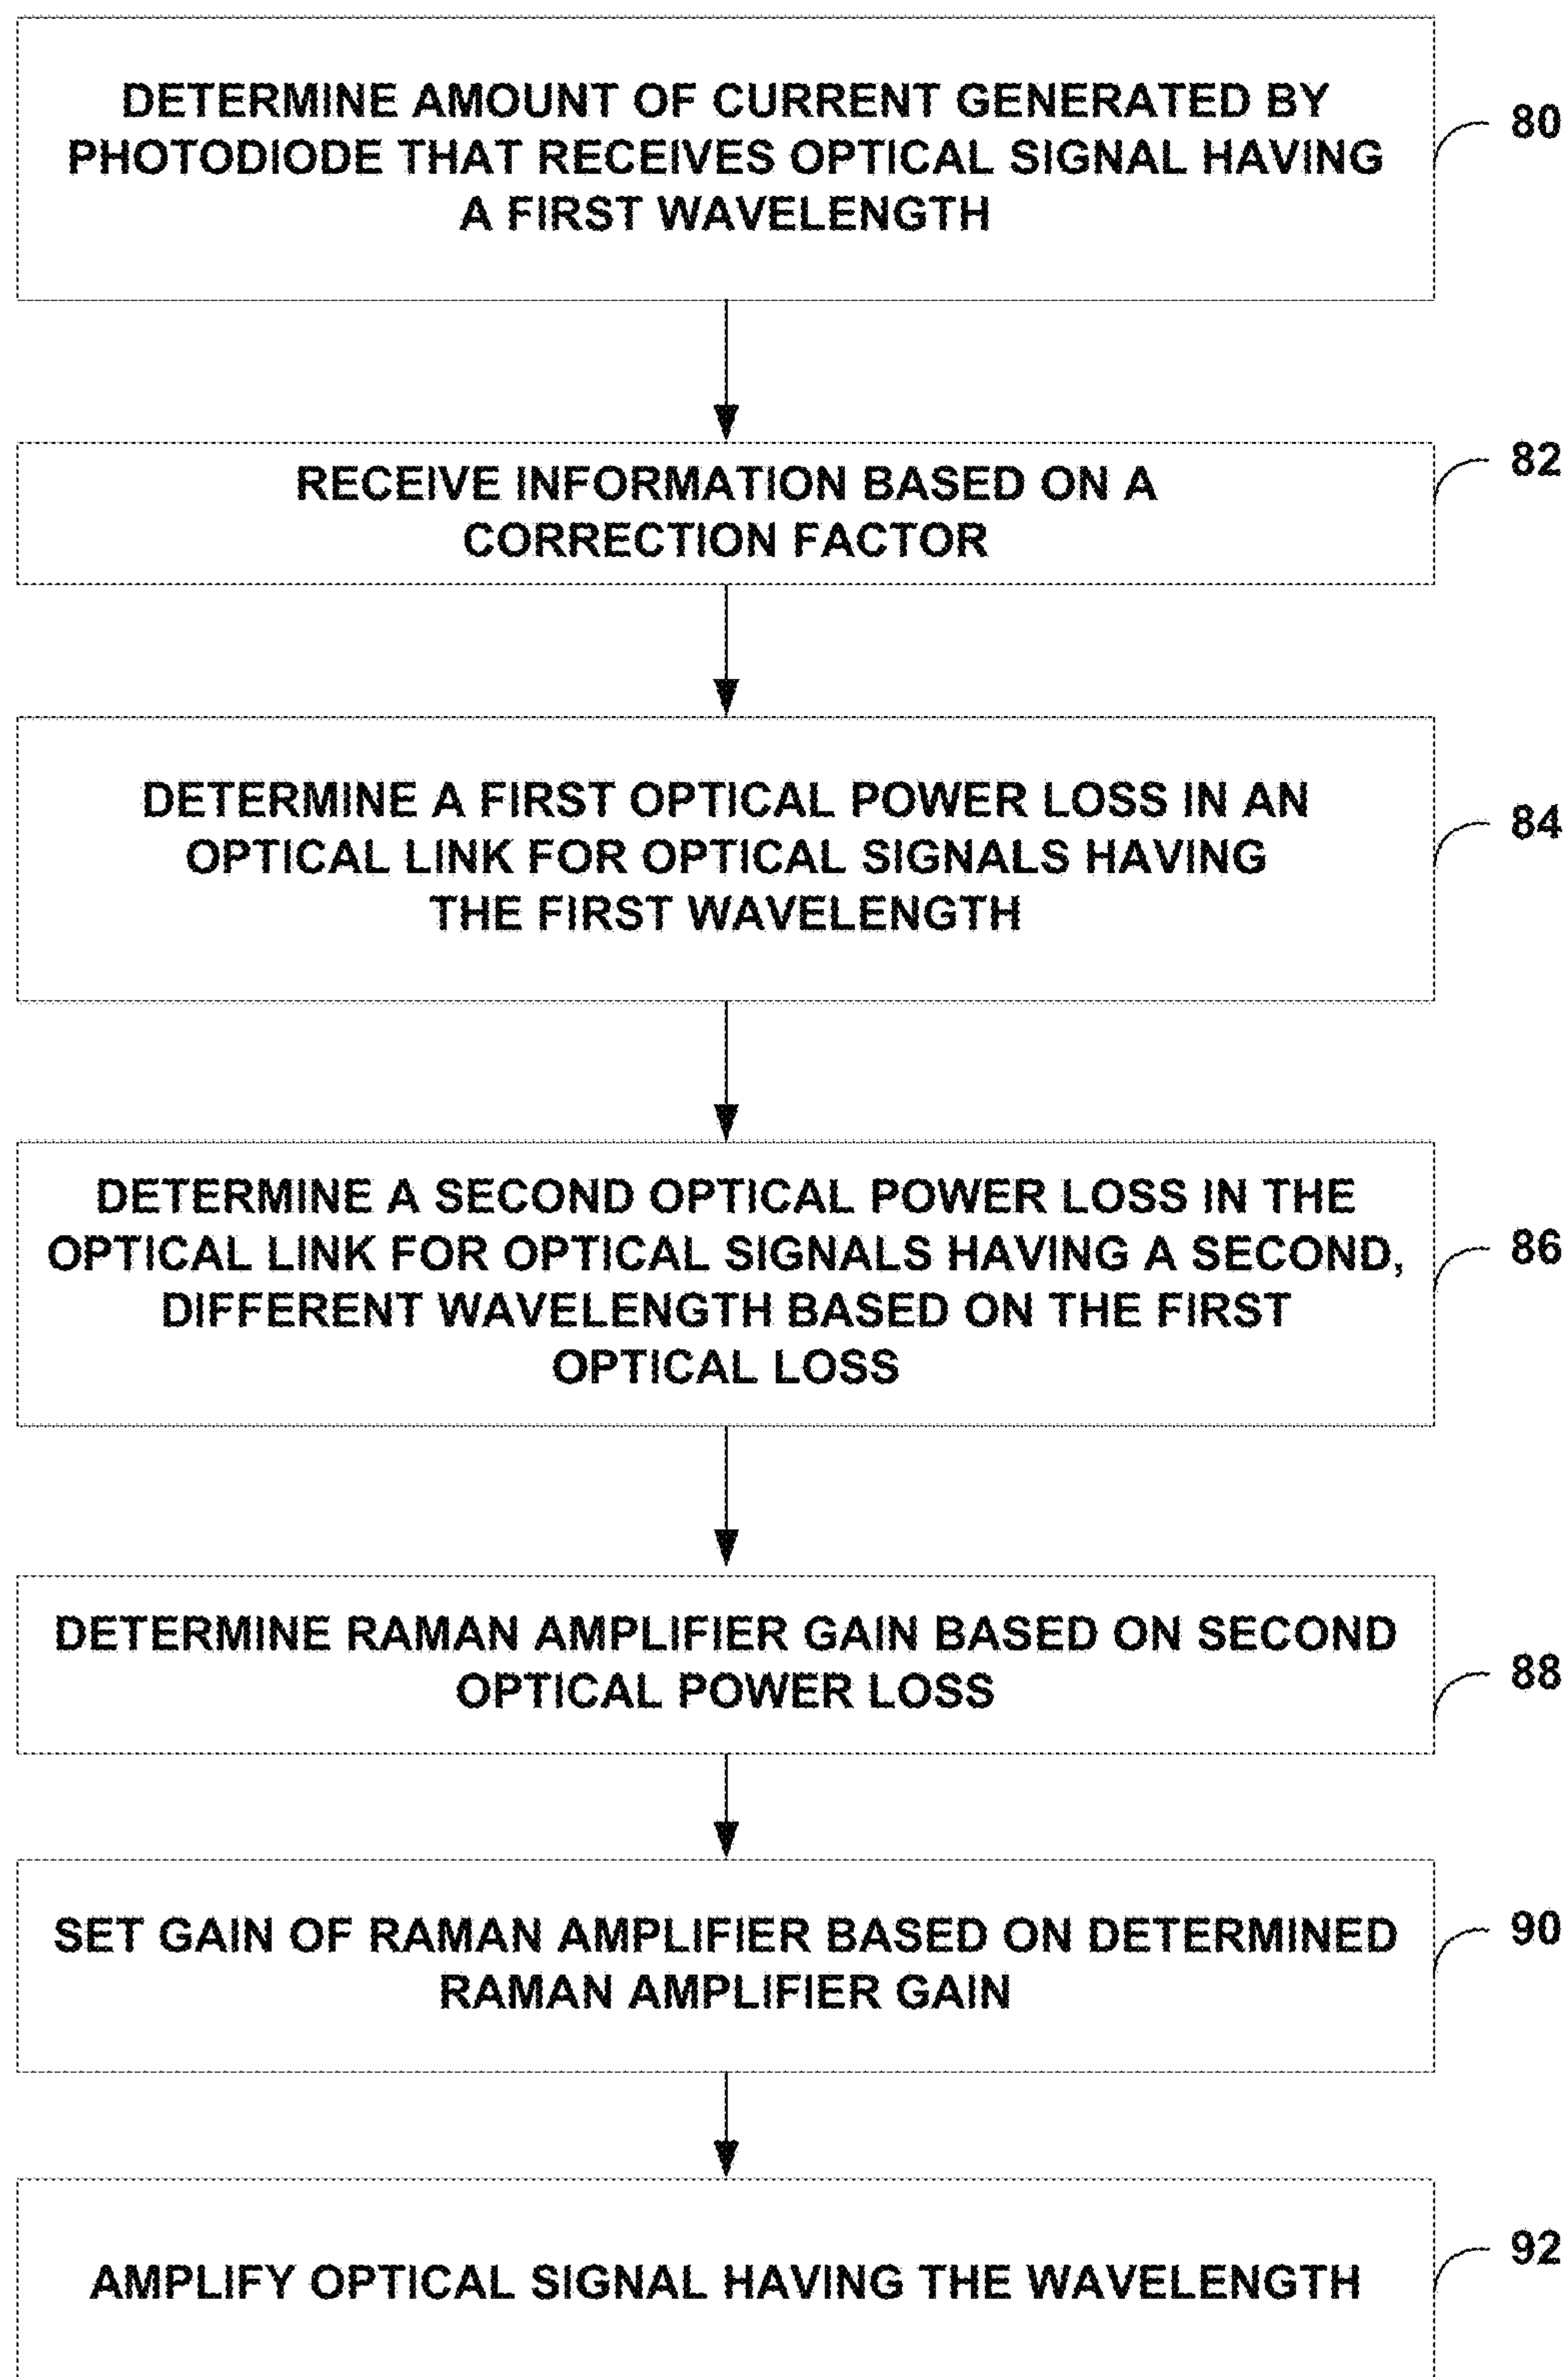 DETERMINE AMOUNT OF CURRENT GENERATED BY
PHOTODIODE THAT RECEIVES OPTICAL SIGNAL HAVING
A FIRST WAVELENGTH
80
RECEIVE INFORMATION BASED ON A
CORRECTION FACTOR
82
DETERMINE A FIRST OPTICAL POWER LOSS IN AN
OPTICAL LINK FOR OPTICAL SIGNALS HAVING
THE FIRST WAVELENGTH
84
DETERMINE A SECOND OPTICAL POWER LOSS IN THE
OPTICAL LINK FOR OPTICAL SIGNALS HAVING A SECOND,
DIFFERENT WAVELENGTH BASED ON THE FIRST
OPTICAL LOSS
86
DETERMINE RAMAN AMPLIFIER GAIN BASED ON SECOND
OPTICAL POWER LOSS
88
SET GAIN OF RAMAN AMPLIFIER BASED ON DETERMINED
RAMAN AMPLIFIER GAIN
90
AMPLIFY OPTICAL SIGNAL HAVING THE WAVELENGTH
92